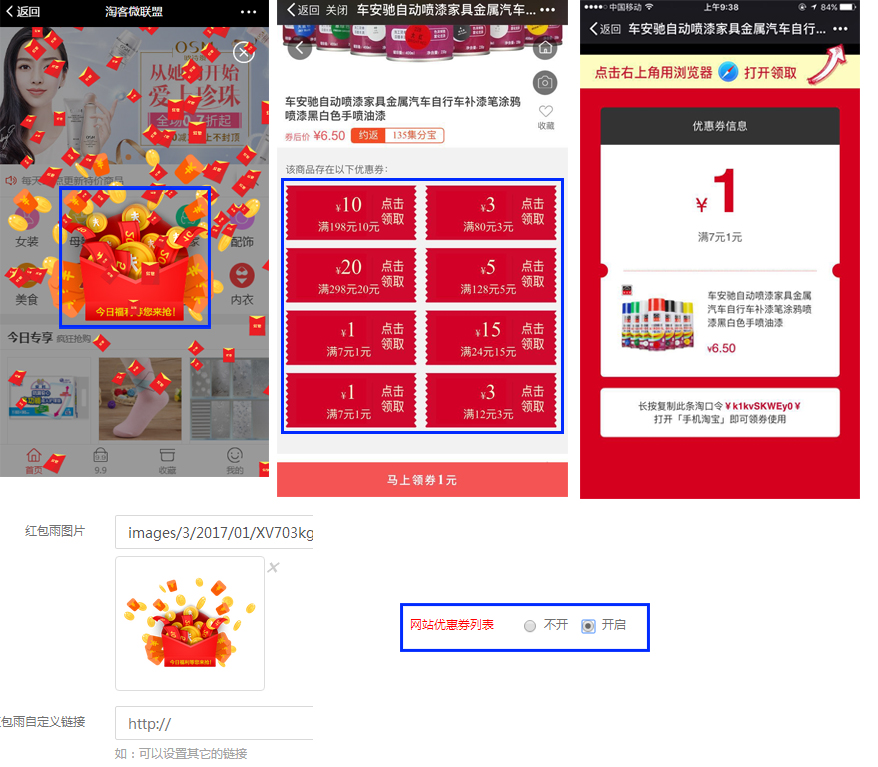 返回
淘客微联盟
从她们开始
爱上珍珠
全场0.7折起
今日福利等您来抢！
女装
配饰
美食
内衣
今日专享 疯狂抢购
首页
9.9
9.9
收藏
我的
返回 关闭 车安驰自动喷漆家具金属汽车...
车安驰自动喷漆家具金属汽车自行车补漆笔涂鸦
喷漆黑白色手喷油漆
收藏
券后价 ¥6.50 约返 135集分宝
该商品存在以下优惠券：
¥10 点击领取
满198元10元
¥3 点击领取
满80元3元
¥20 点击领取
满298元20元
¥5 点击领取
满128元5元
¥1 点击领取
满7元1元
¥15 点击领取
满24元15元
¥1 点击领取
满7元1元
¥3 点击领取
满12元3元
马上领券1元
中国移动 上午9:38 84%
返回 车安驰自动喷漆家具金属汽车自行...
点击右上角用浏览器 打开领取
优惠券信息
¥1
满7元1元
车安驰自动喷漆家具金属
汽车自行车补漆笔涂鸦喷
漆黑白色手喷油漆
¥6.50
长按复制此条淘口令¥k1kvSKWEy0¥
打开「手机淘宝」即可领券使用
红包雨图片
images/3/2017/01/XV703kg
今日福利等您来抢！
包雨自定义链接
http://
如：可以设置其它的链接
网站优惠券列表 不开 开启